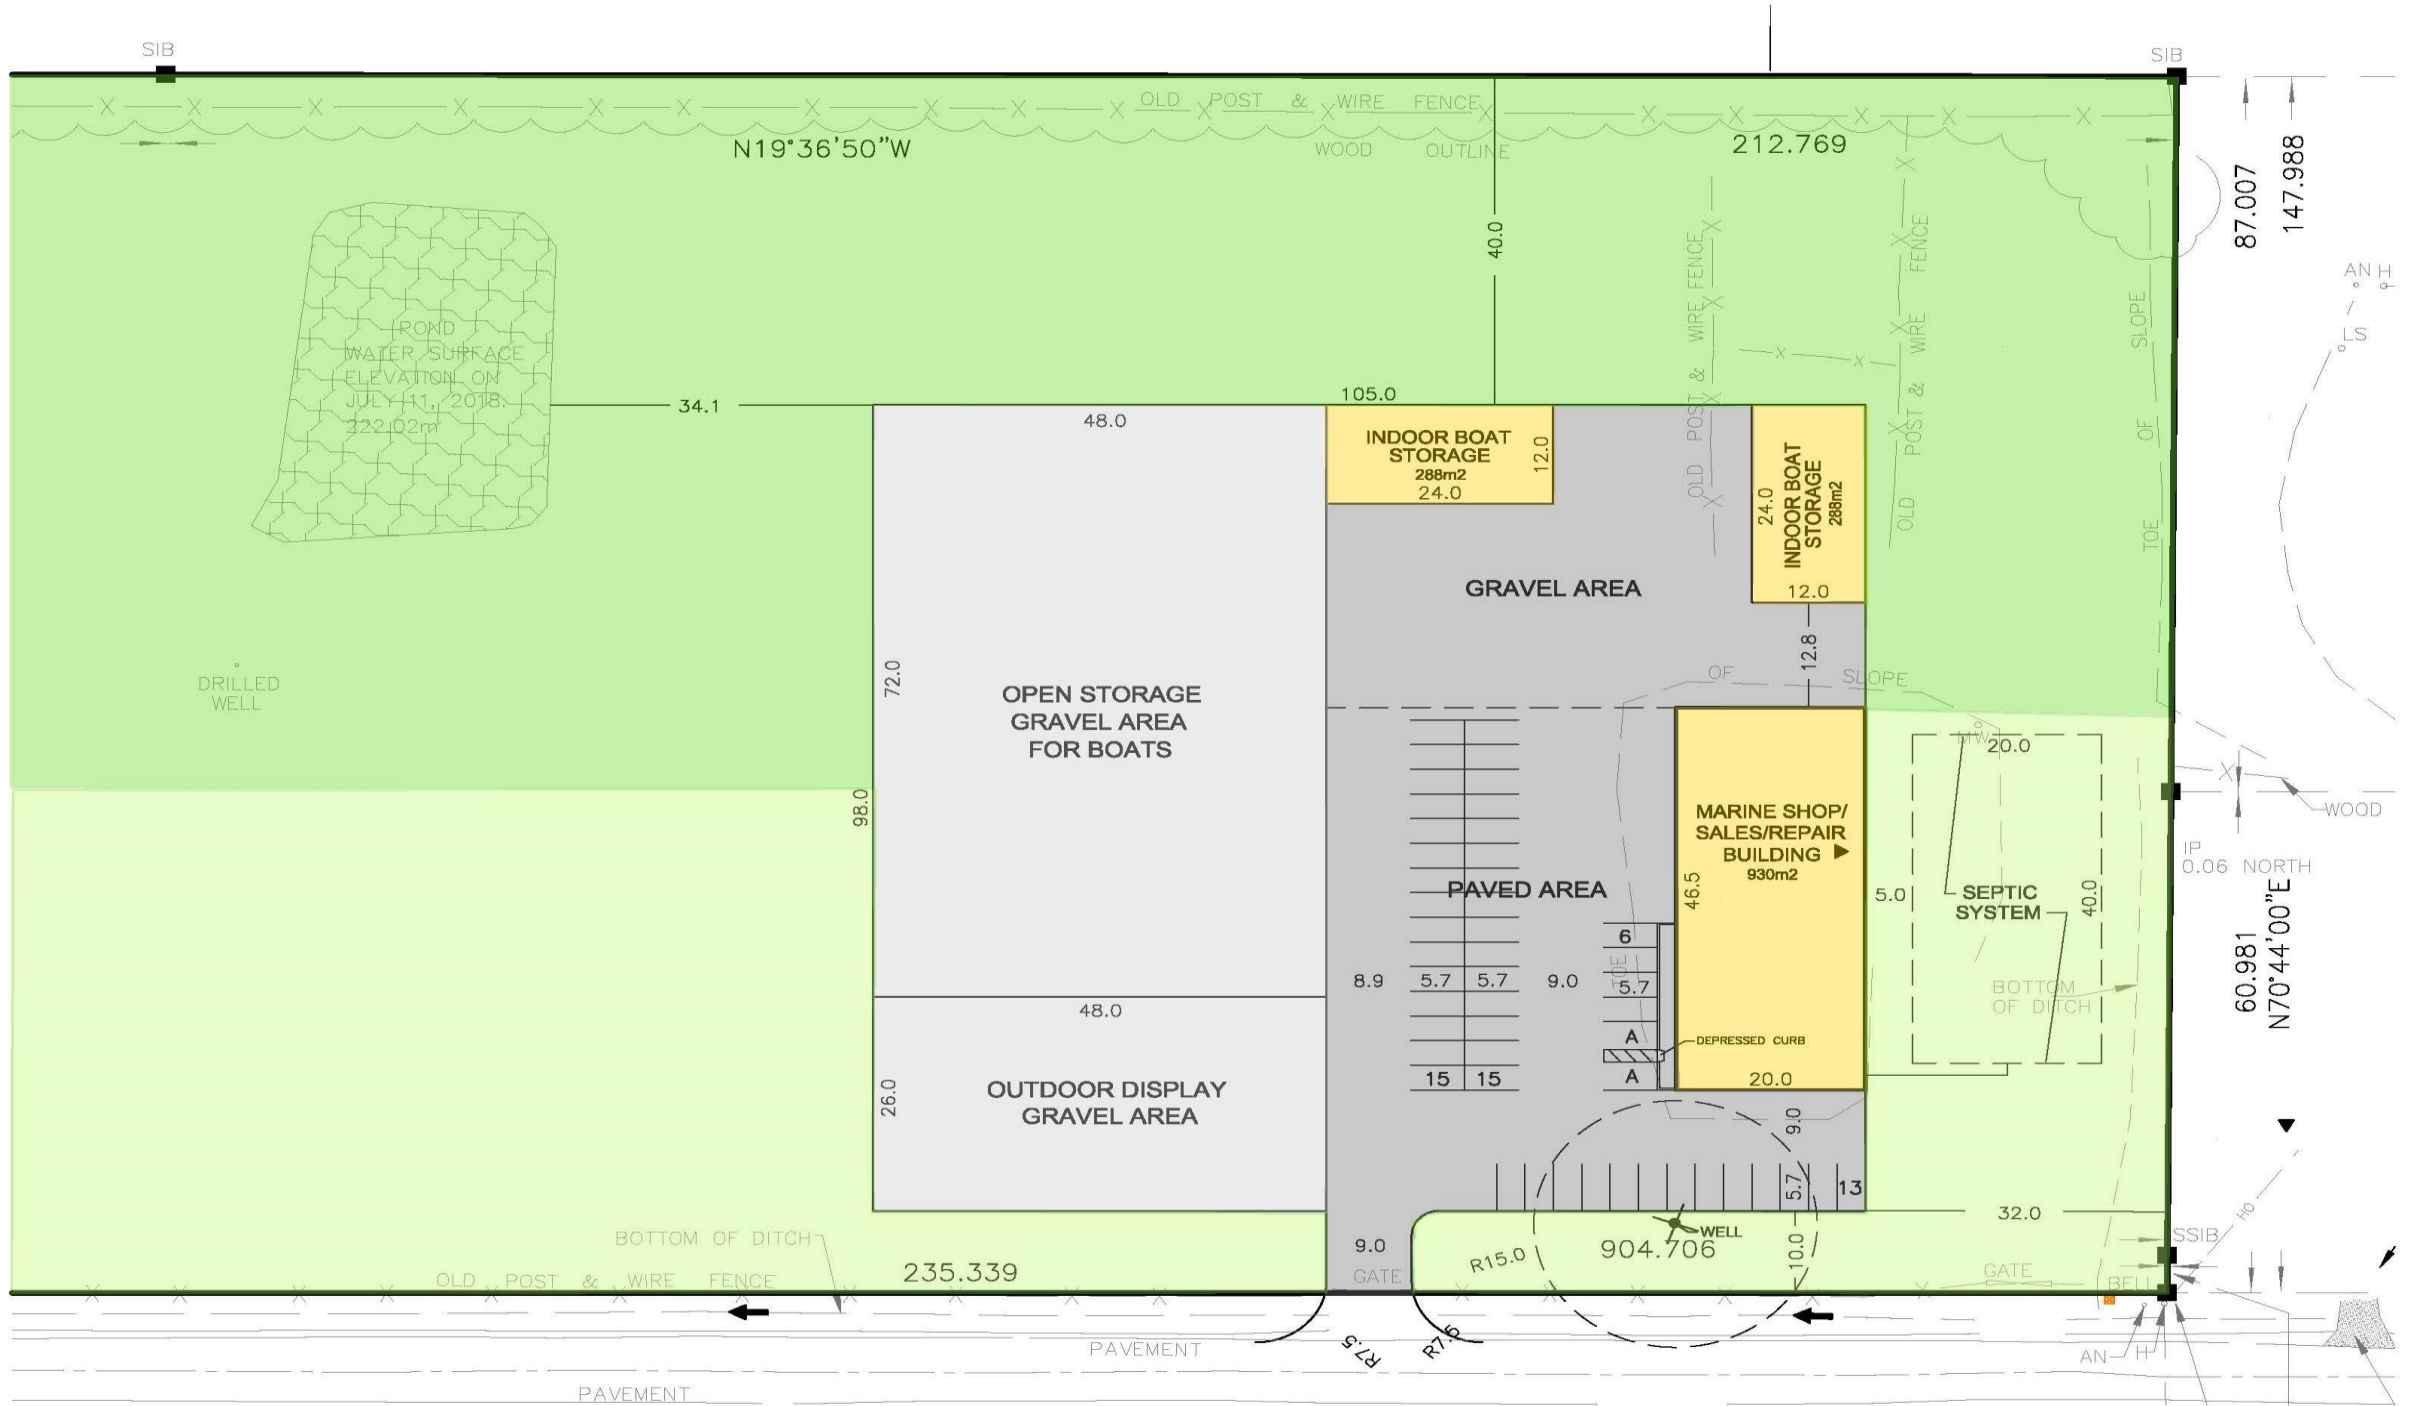 SIB
SIB
OLD POST & WIRE FENCE
N19°36'50"W
WOOD OUTLINE
212.769
87.007
147.988
40.0
OLD POST & WIRE FENCE
OLD POST & WIRE FENCE
TOE OF SLOPE
AN H
LS
POND
WATER SURFACE
ELEVATION ON
JULY 11, 2018.
222.02m
34.1
105.0
48.0
INDOOR BOAT
STORAGE
288m2
24.0
12.0
INDOOR BOAT
STORAGE
288m2
24.0
12.0
GRAVEL AREA
12.8
OF SLOPE
DRILLED
WELL
72.0
98.0
OPEN STORAGE
GRAVEL AREA
FOR BOATS
MW
20.0
WOOD
IP
0.06 NORTH
MARINE SHOP/
SALES/REPAIR
BUILDING
930m2
46.5
PAVED AREA
5.0
SEPTIC
SYSTEM
40.0
60.981
N70°44'00"E
6
TOE
8.9
5.7
5.7
9.0
5.7
BOTTOM
OF DITCH
48.0
A
DEPRESSED CURB
15
15
A
20.0
26.0
OUTDOOR DISPLAY
GRAVEL AREA
9.0
5.7
13
32.0
HO
SSIB
BOTTOM OF DITCH
9.0
WELL
R15.0
904.706
10.0
OLD POST & WIRE FENCE
235.339
GATE
GATE
BELL
R7.5
R7.5
PAVEMENT
AN
H
PAVEMENT